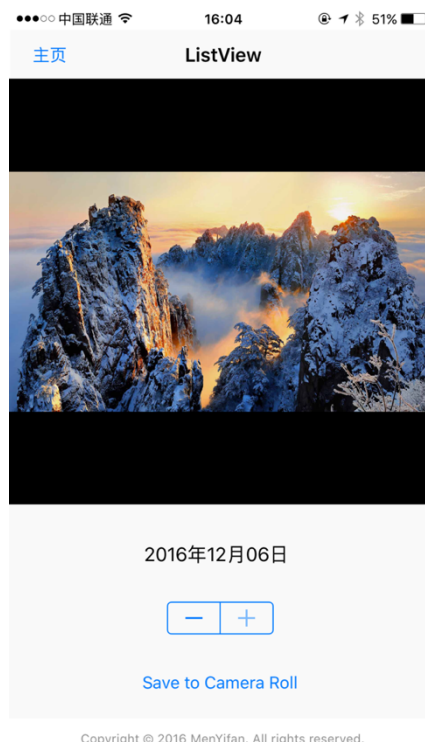 中国联通 16:04 51%
主页 ListView
2016年12月06日
Save to Camera Roll
Copyright © 2016 MenYifan. All rights reserved.